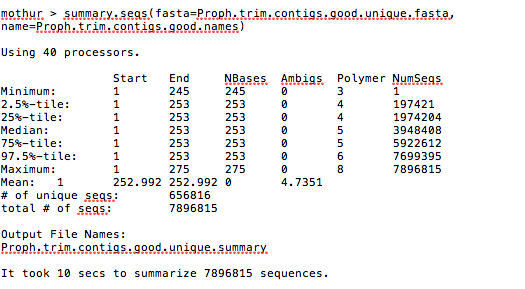 mothur > summary.seqs(fasta=Proph.trim.contigs.good.unique.fasta,
name=Proph.trim.contigs.good.names)
Using 40 processors.
Start End NBases Ambigs Polymer NumSeqs
Minimum: 1 245 245 0 3 1
2.5%-tile: 1 253 253 0 4 197421
25%-tile: 1 253 253 0 4 1974204
Median: 1 253 253 0 5 3948408
75%-tile: 1 253 253 0 5 5922612
97.5%-tile: 1 253 253 0 6 7699395
Maximum: 1 275 275 0 8 7896815
Mean: 1 252.992 252.992 0 4.7351
# of unique seqs: 656816
total # of seqs: 7896815
Output File Names:
Proph.trim.contigs.good.unique.summary
It took 10 secs to summarize 7896815 sequences.